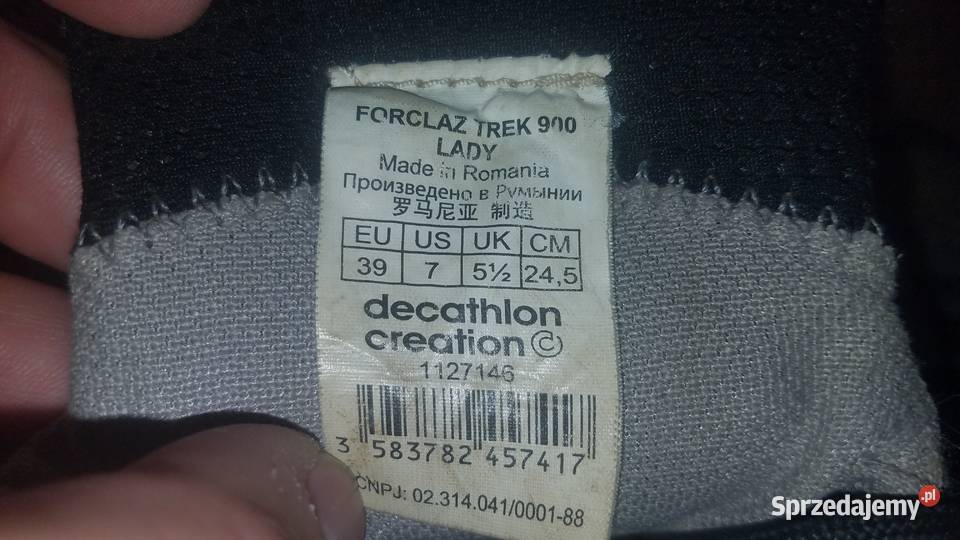 FORCLAZ TREK 900
LADY
Made in Romania
Произведено в Румынии
罗马尼亚 制造
EU US UK CM
39 7 5½ 24,5
decathlon
creation ©
1127146
3 583782 457417
CNPJ: 02.314.041/0001-88
Sprzedajemy .pl